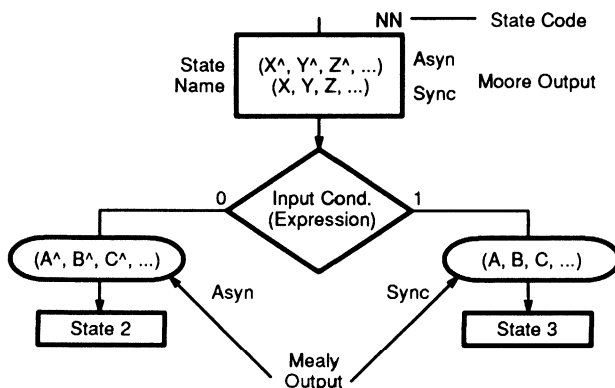 NN
State Code
State
Name
(X^, Y^, Z^, ...)
(X, Y, Z, ...)
Asyn
Sync
Moore Output
0
Input Cond.
(Expression)
1
(A^, B^, C^, ...)
(A, B, C, ...)
Asyn
Sync
State 2
State 3
Mealy
Output